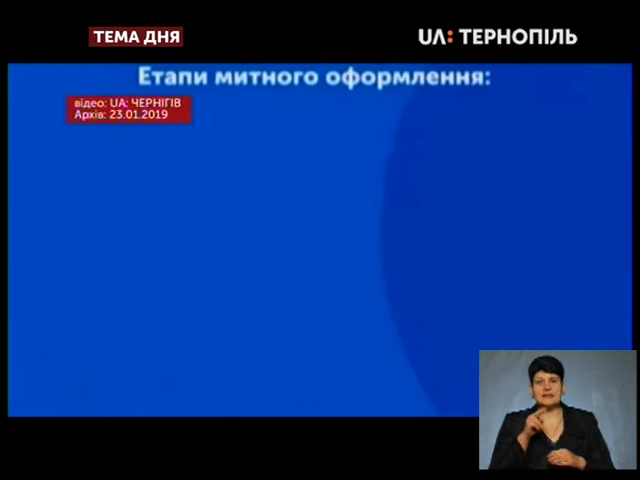 ТЕМА ДНЯ
UA: ТЕРНОПІЛЬ
Етапи митного оформлення:
відео: UA: ЧЕРНІГІВ
Архів: 23.01.2019